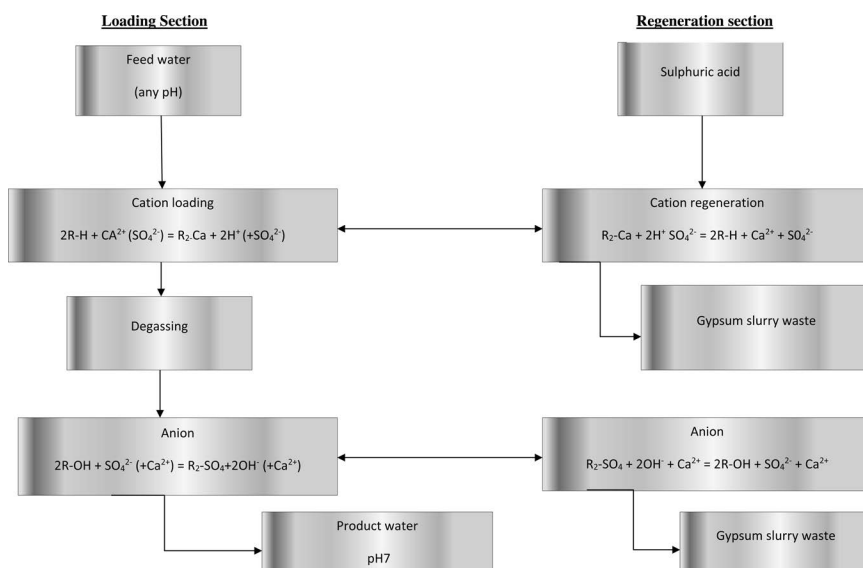 Loading Section
Feed water
(any pH)
Cation loading
2R-H + CA²⁺ (SO₄²⁻) = R₂-Ca + 2H⁺ (+SO₄²⁻)
Degassing
Anion
2R-OH + SO₄²⁻ (+Ca²⁺) = R₂-SO₄+2OH⁻ (+Ca²⁺)
Product water
pH7
Regeneration section
Sulphuric acid
Cation regeneration
R₂-Ca + 2H⁺ SO₄²⁻ = 2R-H + Ca²⁺ + S0₄²⁻
Gypsum slurry waste
Anion
R₂-SO₄ + 2OH⁻ + Ca²⁺ = 2R-OH + SO₄²⁻ + Ca²⁺
Gypsum slurry waste